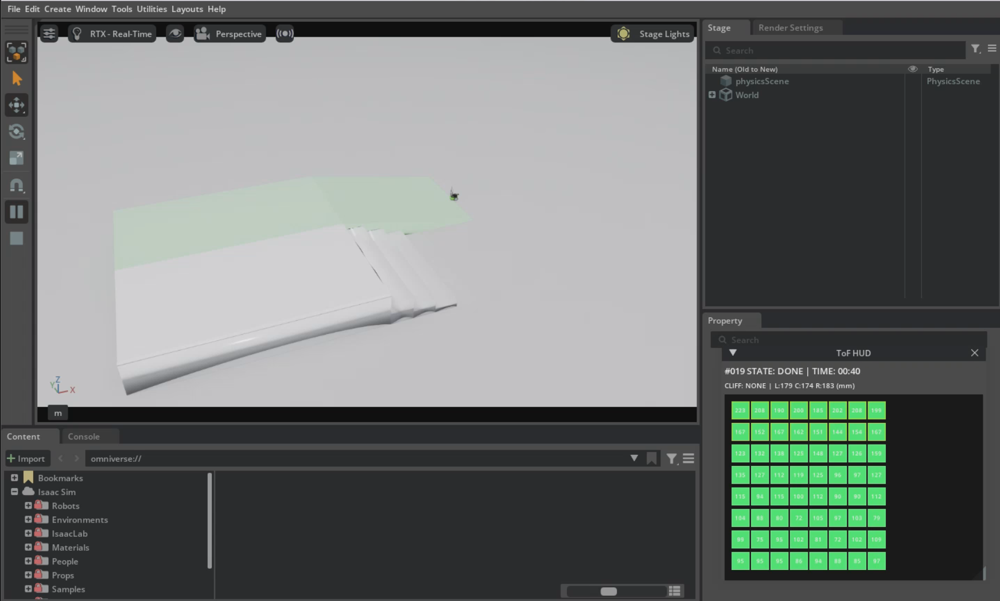 File Edit Create Window Tools Utilities Layouts Help
RTX - Real-Time
Perspective
Stage Lights
Z
Y
X
m
Stage
Render Settings
Search
Name (Old to New)
Type
physicsScene
PhysicsScene
World
Property
Search
ToF HUD
#019 STATE: DONE | TIME: 00:40
CLIFF: NONE | L:179 C:174 R:183 (mm)
223 208 190 200 185 202 208 199
167 152 167 162 151 144 154 167
123 132 138 125 148 127 126 159
135 127 112 119 125 96 97 127
115 94 115 100 112 90 90 112
104 88 80 72 105 97 103 79
99 75 95 102 81 72 102 109
95 95 95 86 94 88 85 97
Content
Console
+ Import
omniverse://
Bookmarks
Isaac Sim
Robots
Environments
IsaacLab
Materials
People
Props
Samples